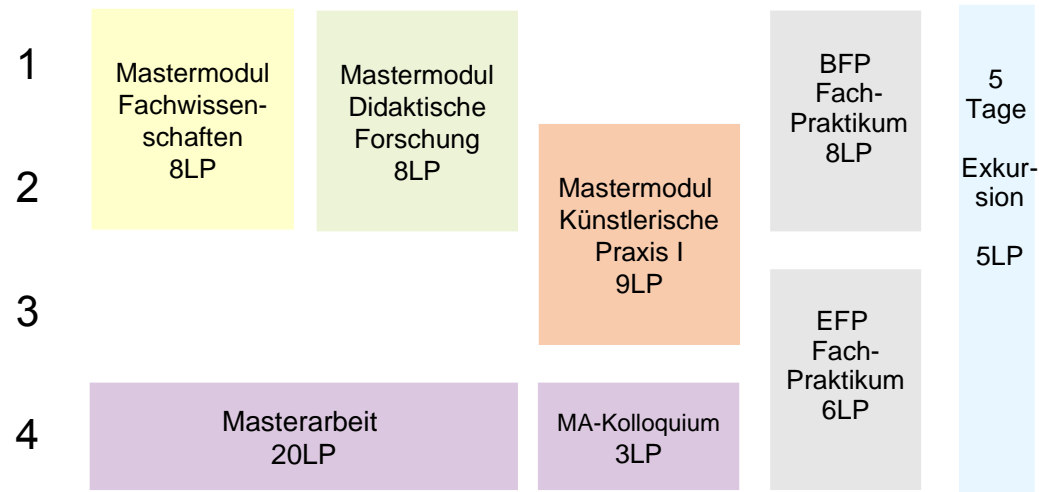 1
Mastermodul
Fachwissen-
schaften
8LP
Mastermodul
Didaktische
Forschung
8LP
BFP
Fach-
Praktikum
8LP
5
Tage
Exkur-
sion
5LP
2
Mastermodul
Künstlerische
Praxis I
9LP
3
EFP
Fach-
Praktikum
6LP
4
Masterarbeit
20LP
MA-Kolloquium
3LP